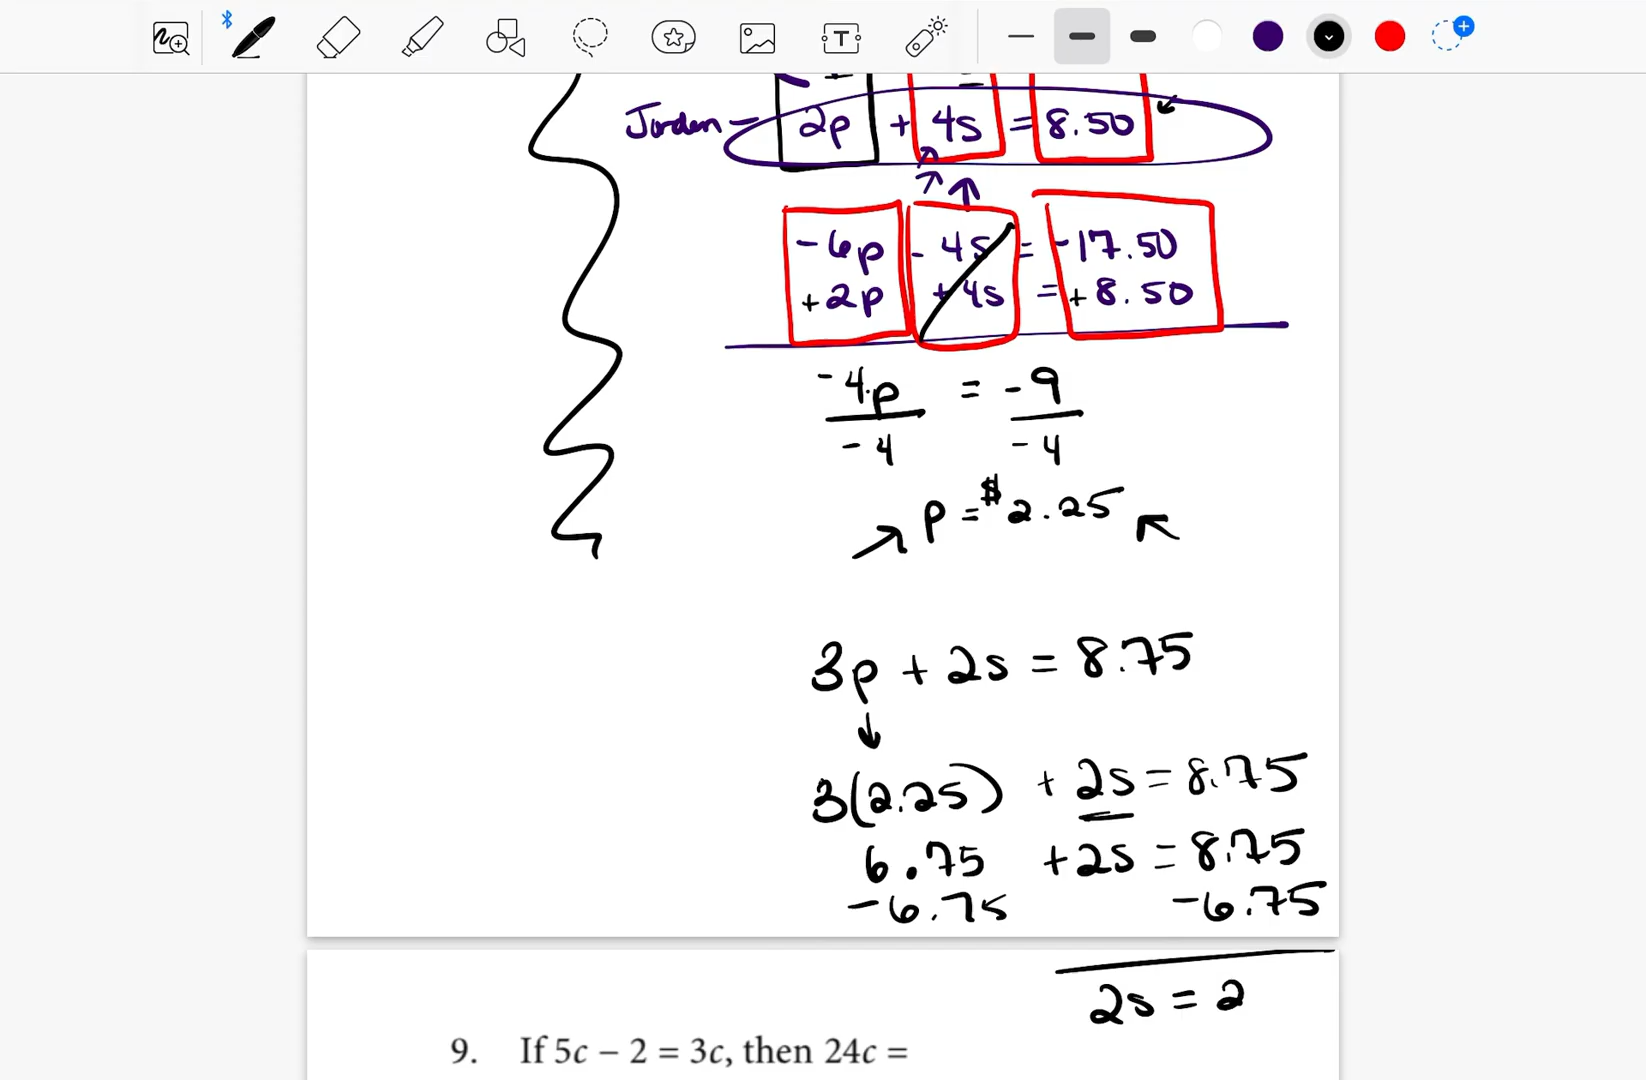 Jorden - 2p + 4s = 8.50
-6p - 4s = -17.50
+2p + 4s = +8.50
-4p = -9
-4 -4
p = $2.25
3p + 2s = 8.75
3(2.25) + 2s = 8.75
6.75 + 2s = 8.75
-6.75 -6.75
2s = 2
9. If 5c – 2 = 3c, then 24c =